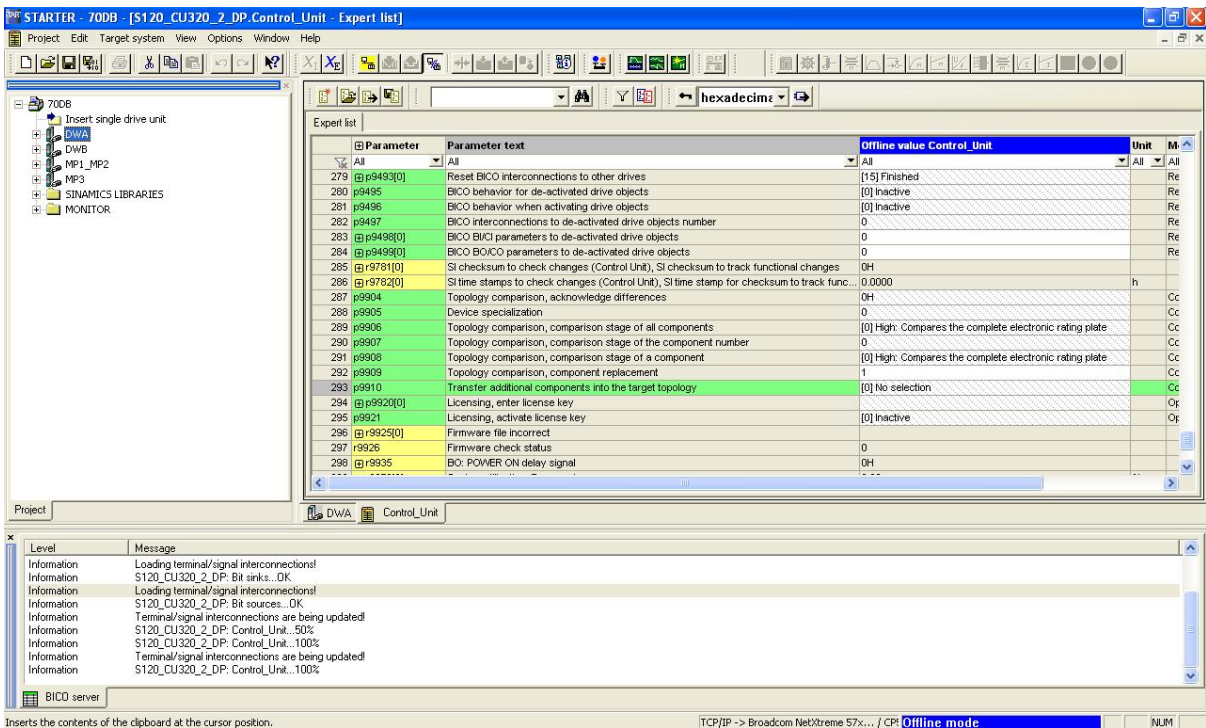 STARTER - 70DB - [S120_CU320_2_DP.Control_Unit - Expert list]
Project Edit Target system View Options Window Help
hexadecima
70DB
Insert single drive unit
DWA
DWB
MP1_MP2
MP3
SINAMICS LIBRARIES
MONITOR
Project
Expert list
Parameter Parameter text Offline value Control_Unit Unit M
All All All All All
279 p9493[0] Reset BICO interconnections to other drives [15] Finished Re
280 p9495 BICO behavior for de-activated drive objects [0] Inactive Re
281 p9496 BICO behavior when activating drive objects [0] Inactive Re
282 p9497 BICO interconnections to de-activated drive objects number 0 Re
283 p9498[0] BICO BI/CI parameters to de-activated drive objects 0 Re
284 p9499[0] BICO BO/CO parameters to de-activated drive objects 0 Re
285 r9781[0] SI checksum to check changes (Control Unit), SI checksum to track functional changes 0H
286 r9782[0] SI time stamps to check changes (Control Unit), SI time stamp for checksum to track func... 0.0000 h
287 p9904 Topology comparison, acknowledge differences 0H Cc
288 p9905 Device specialization 0 Cc
289 p9906 Topology comparison, comparison stage of all components [0] High: Compares the complete electronic rating plate Cc
290 p9907 Topology comparison, comparison stage of the component number 0 Cc
291 p9908 Topology comparison, comparison stage of a component [0] High: Compares the complete electronic rating plate Cc
292 p9909 Topology comparison, component replacement 1 Cc
293 p9910 Transfer additional components into the target topology [0] No selection Cc
294 p9920[0] Licensing, enter license key Op
295 p9921 Licensing, activate license key [0] Inactive Op
296 r9925[0] Firmware file incorrect
297 r9926 Firmware check status 0
298 r9935 BO: POWER ON delay signal 0H
DWA Control_Unit
Level Message
Information Loading terminal/signal interconnections!
Information S120_CU320_2_DP: Bit sinks...OK
Information Loading terminal/signal interconnections!
Information S120_CU320_2_DP: Bit sources...OK
Information Terminal/signal interconnections are being updated!
Information S120_CU320_2_DP: Control_Unit...50%
Information S120_CU320_2_DP: Control_Unit...100%
Information Terminal/signal interconnections are being updated!
Information S120_CU320_2_DP: Control_Unit...100%
BICO server
Inserts the contents of the clipboard at the cursor position. TCP/IP -> Broadcom NetXtreme 57x... / CP! Offline mode NUM